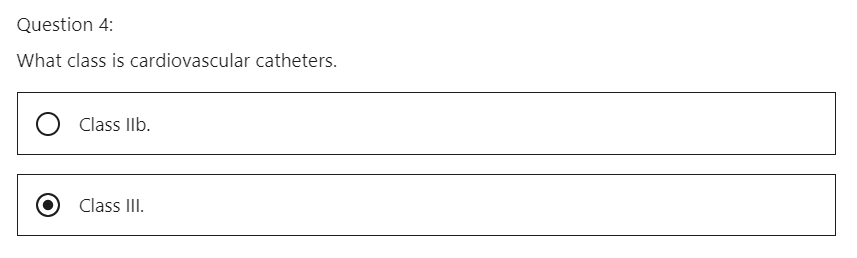 Question 4:
What class is cardiovascular catheters.
Class IIb.
Class III.